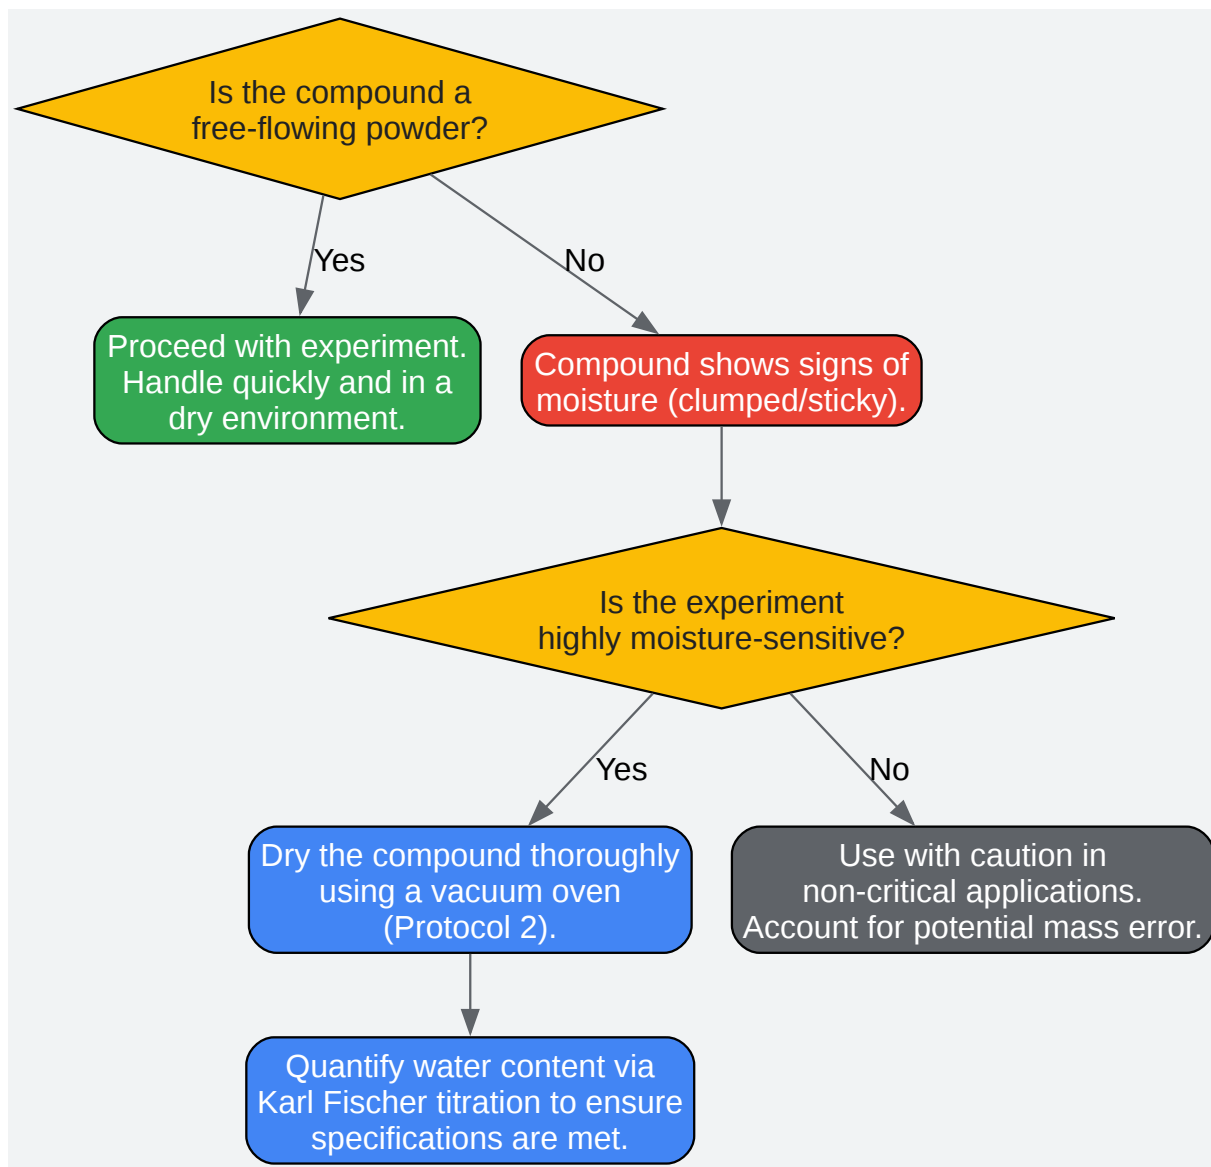 Is the compound a
free-flowing powder?
Yes
No
Proceed with experiment.
Handle quickly and in a
dry environment.
Compound shows signs of
moisture (clumped/sticky).
Is the experiment
highly moisture-sensitive?
Yes
No
Dry the compound thoroughly
using a vacuum oven
(Protocol 2).
Use with caution in
non-critical applications.
Account for potential mass error.
Quantify water content via
Karl Fischer titration to ensure
specifications are met.